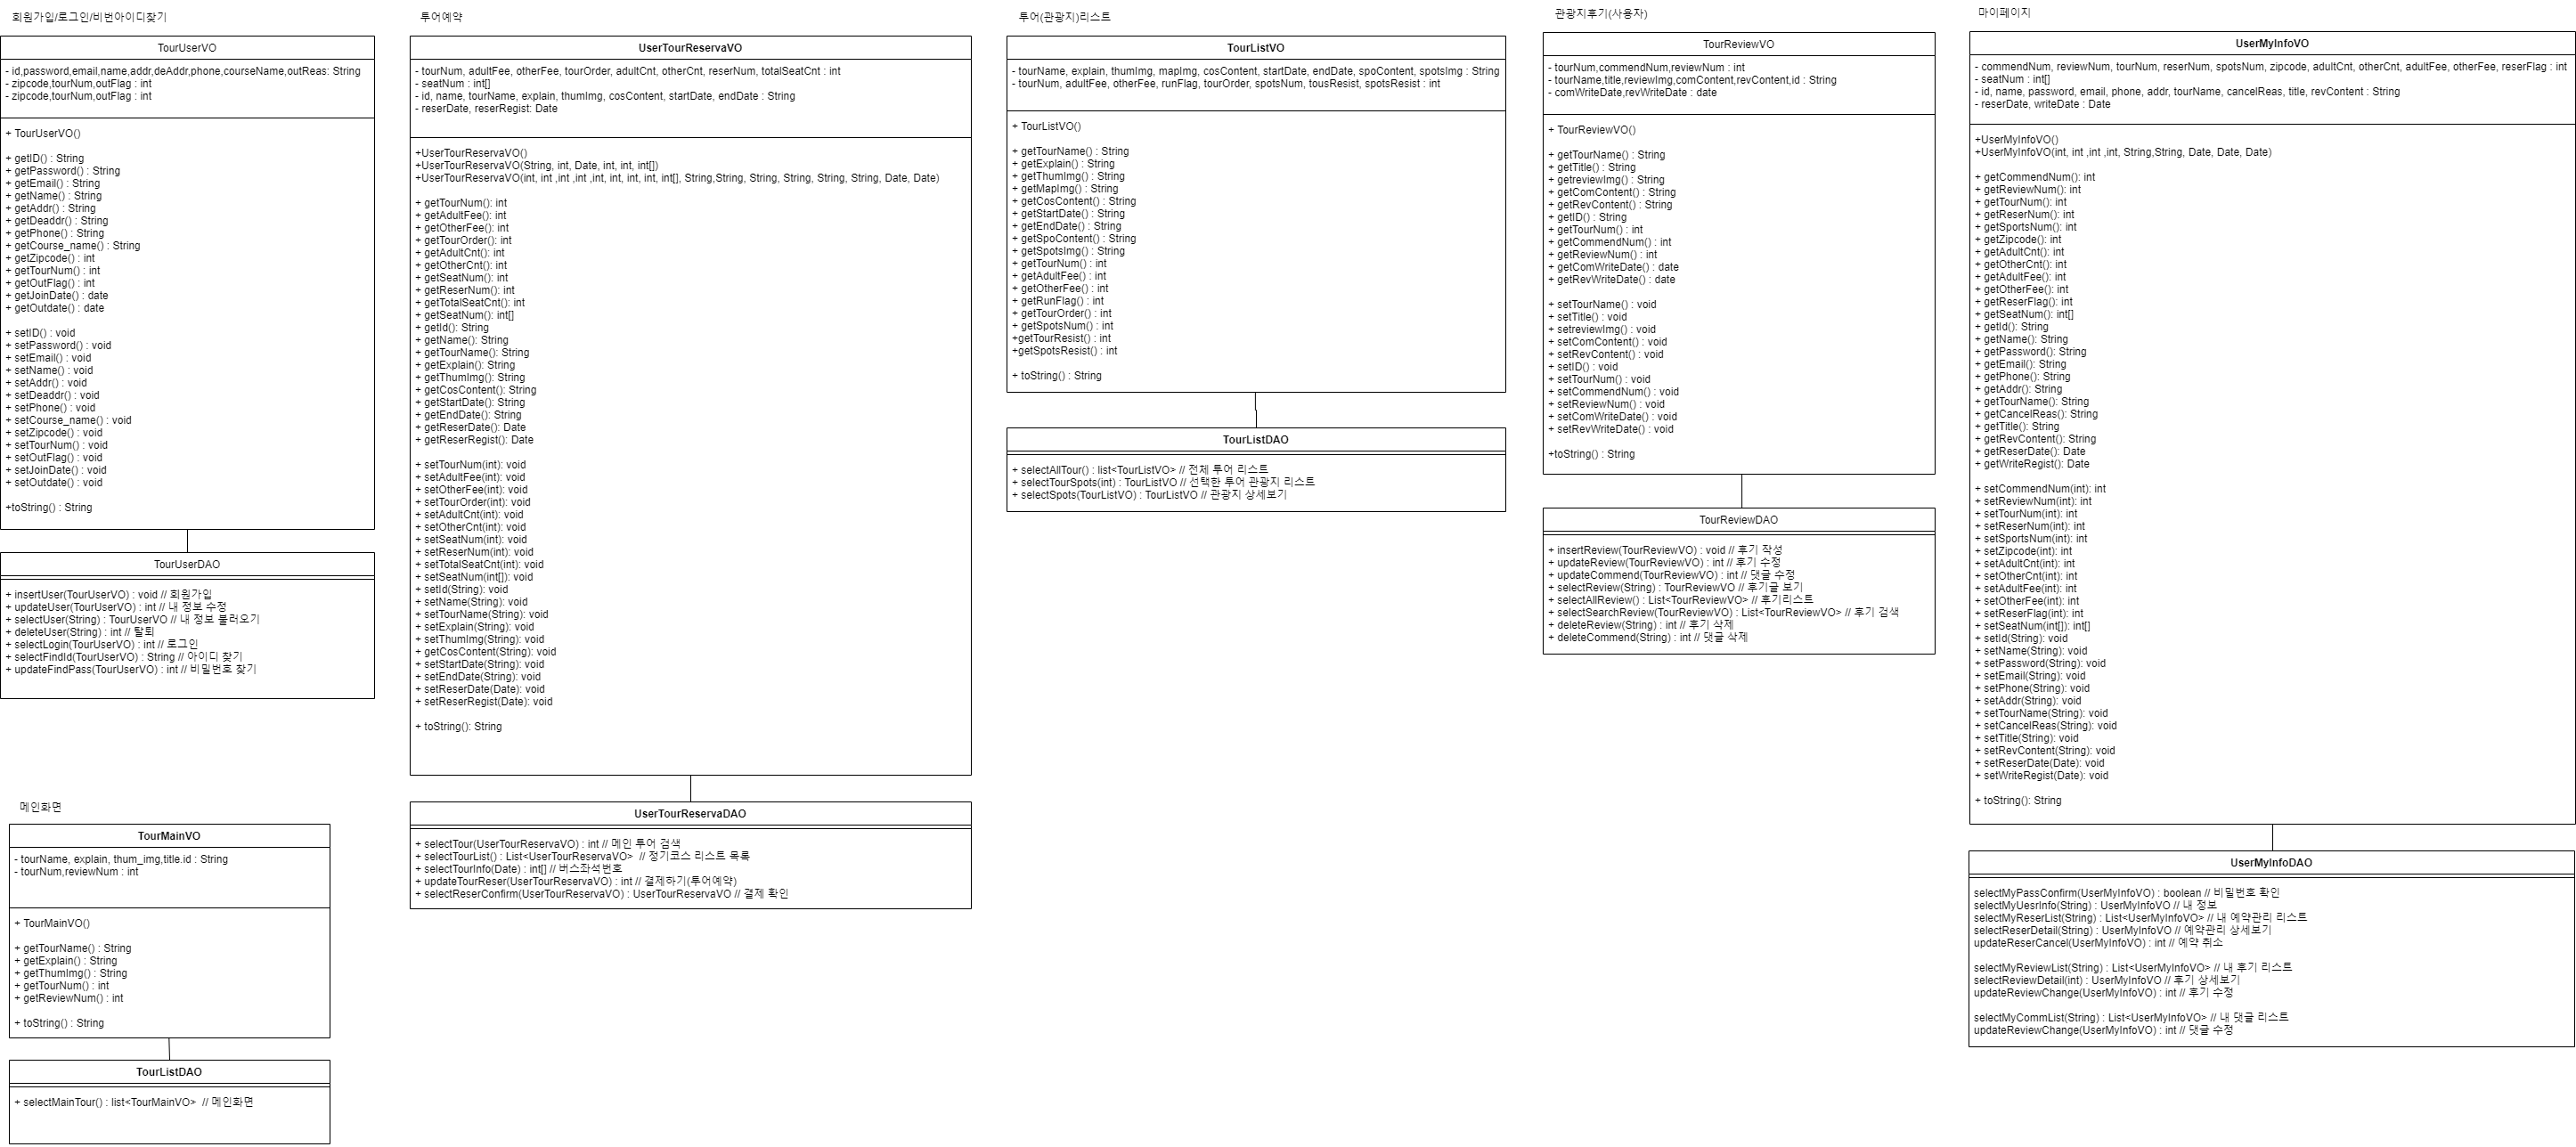 회원가입/로그인/비번아이디찾기
TourUserVO
- id,password,email,name,addr,deAddr,phone,courseName,outReas: String
- zipcode,tourNum,outFlag : int
- zipcode,tourNum,outFlag : int
+ TourUserVO()
+ getID() : String
+ getPassword() : String
+ getEmail() : String
+ getName() : String
+ getAddr() : String
+ getDeaddr() : String
+ getPhone() : String
+ getCourse_name() : String
+ getZipcode() : int
+ getTourNum() : int
+ getOutFlag() : int
+ getJoinDate() : date
+ getOutdate() : date
+ setID() : void
+ setPassword() : void
+ setEmail() : void
+ setName() : void
+ setAddr() : void
+ setDeaddr() : void
+ setPhone() : void
+ setCourse_name() : void
+ setZipcode() : void
+ setTourNum() : void
+ setOutFlag() : void
+ setJoinDate() : void
+ setOutdate() : void
+toString() : String
TourUserDAO
+ insertUser(TourUserVO) : void // 회원가입
+ updateUser(TourUserVO) : int // 내 정보 수정
+ selectUser(String) : TourUserVO // 내 정보 불러오기
+ deleteUser(String) : int // 탈퇴
+ selectLogin(TourUserVO) : int // 로그인
+ selectFindId(TourUserVO) : String // 아이디 찾기
+ updateFindPass(TourUserVO) : int // 비밀번호 찾기
메인화면
TourMainVO
- tourName, explain, thum_img,title.id : String
- tourNum,reviewNum : int
+ TourMainVO()
+ getTourName() : String
+ getExplain() : String
+ getThumImg() : String
+ getTourNum() : int
+ getReviewNum() : int
+ toString() : String
TourListDAO
+ selectMainTour() : list<TourMainVO>  // 메인화면
투어예약
UserTourReservaVO
- tourNum, adultFee, otherFee, tourOrder, adultCnt, otherCnt, reserNum, totalSeatCnt : int
- seatNum : int[]
- id, name, tourName, explain, thumImg, cosContent, startDate, endDate : String
- reserDate, reserRegist: Date
+UserTourReservaVO()
+UserTourReservaVO(String, int, Date, int, int, int[])
+UserTourReservaVO(int, int ,int ,int ,int, int, int, int, int[], String,String, String, String, String, String, Date, Date)
+ getTourNum(): int
+ getAdultFee(): int
+ getOtherFee(): int
+ getTourOrder(): int
+ getAdultCnt(): int
+ getOtherCnt(): int
+ getSeatNum(): int
+ getReserNum(): int
+ getTotalSeatCnt(): int
+ getSeatNum(): int[]
+ getId(): String
+ getName(): String
+ getTourName(): String
+ getExplain(): String
+ getThumImg(): String
+ getCosContent(): String
+ getStartDate(): String
+ getEndDate(): String
+ getReserDate(): Date
+ getReserRegist(): Date
+ setTourNum(int): void
+ setAdultFee(int): void
+ setOtherFee(int): void
+ setTourOrder(int): void
+ setAdultCnt(int): void
+ setOtherCnt(int): void
+ setSeatNum(int): void
+ setReserNum(int): void
+ setTotalSeatCnt(int): void
+ setSeatNum(int[]): void
+ setId(String): void
+ setName(String): void
+ setTourName(String): void
+ setExplain(String): void
+ setThumImg(String): void
+ getCosContent(String): void
+ setStartDate(String): void
+ setEndDate(String): void
+ setReserDate(Date): void
+ setReserRegist(Date): void
+ toString(): String
UserTourReservaDAO
+ selectTour(UserTourReservaVO) : int // 메인 투어 검색
+ selectTourList() : List<UserTourReservaVO>  // 정기코스 리스트 목록
+ selectTourInfo(Date) : int[] // 버스좌석번호
+ updateTourReser(UserTourReservaVO) : int // 결제하기(투어예약)
+ selectReserConfirm(UserTourReservaVO) : UserTourReservaVO // 결제 확인
투어(관광지)리스트
TourListVO
- tourName, explain, thumImg, mapImg, cosContent, startDate, endDate, spoContent, spotsImg : String
- tourNum, adultFee, otherFee, runFlag, tourOrder, spotsNum, tousResist, spotsResist : int
+ TourListVO()
+ getTourName() : String
+ getExplain() : String
+ getThumImg() : String
+ getMapImg() : String
+ getCosContent() : String
+ getStartDate() : String
+ getEndDate() : String
+ getSpoContent() : String
+ getSpotsImg() : String
+ getTourNum() : int
+ getAdultFee() : int
+ getOtherFee() : int
+ getRunFlag() : int
+ getTourOrder() : int
+ getSpotsNum() : int
+getTourResist() : int
+getSpotsResist() : int
+ toString() : String
TourListDAO
+ selectAllTour() : list<TourListVO> // 전체 투어 리스트
+ selectTourSpots(int) : TourListVO // 선택한 투어 관광지 리스트
+ selectSpots(TourListVO) : TourListVO // 관광지 상세보기
관광지후기(사용자)
TourReviewVO
- tourNum,commendNum,reviewNum : int
- tourName,title,reviewImg,comContent,revContent,id : String
- comWriteDate,revWriteDate : date
+ TourReviewVO()
+ getTourName() : String
+ getTitle() : String
+ getreviewImg() : String
+ getComContent() : String
+ getRevContent() : String
+ getID() : String
+ getTourNum() : int
+ getCommendNum() : int
+ getReviewNum() : int
+ getComWriteDate() : date
+ getRevWriteDate() : date
+ setTourName() : void
+ setTitle() : void
+ setreviewImg() : void
+ setComContent() : void
+ setRevContent() : void
+ setID() : void
+ setTourNum() : void
+ setCommendNum() : void
+ setReviewNum() : void
+ setComWriteDate() : void
+ setRevWriteDate() : void
+toString() : String
TourReviewDAO
+ insertReview(TourReviewVO) : void // 후기 작성
+ updateReview(TourReviewVO) : int // 후기 수정
+ updateCommend(TourReviewVO) : int // 댓글 수정
+ selectReview(String) : TourReviewVO // 후기글 보기
+ selectAllReview() : List<TourReviewVO> // 후기리스트
+ selectSearchReview(TourReviewVO) : List<TourReviewVO> // 후기 검색
+ deleteReview(String) : int // 후기 삭제
+ deleteCommend(String) : int // 댓글 삭제
마이페이지
UserMyInfoVO
- commendNum, reviewNum, tourNum, reserNum, spotsNum, zipcode, adultCnt, otherCnt, adultFee, otherFee, reserFlag : int
- seatNum : int[]
- id, name, password, email, phone, addr, tourName, cancelReas, title, revContent : String
- reserDate, writeDate : Date
+UserMyInfoVO()
+UserMyInfoVO(int, int ,int ,int, String,String, Date, Date, Date)
+ getCommendNum(): int
+ getReviewNum(): int
+ getTourNum(): int
+ getReserNum(): int
+ getSportsNum(): int
+ getZipcode(): int
+ getAdultCnt(): int
+ getOtherCnt(): int
+ getAdultFee(): int
+ getOtherFee(): int
+ getReserFlag(): int
+ getSeatNum(): int[]
+ getId(): String
+ getName(): String
+ getPassword(): String
+ getEmail(): String
+ getPhone(): String
+ getAddr(): String
+ getTourName(): String
+ getCancelReas(): String
+ getTitle(): String
+ getRevContent(): String
+ getReserDate(): Date
+ getWriteRegist(): Date
+ setCommendNum(int): int
+ setReviewNum(int): int
+ setTourNum(int): int
+ setReserNum(int): int
+ setSportsNum(int): int
+ setZipcode(int): int
+ setAdultCnt(int): int
+ setOtherCnt(int): int
+ setAdultFee(int): int
+ setOtherFee(int): int
+ setReserFlag(int): int
+ setSeatNum(int[]): int[]
+ setId(String): void
+ setName(String): void
+ setPassword(String): void
+ setEmail(String): void
+ setPhone(String): void
+ setAddr(String): void
+ setTourName(String): void
+ setCancelReas(String): void
+ setTitle(String): void
+ setRevContent(String): void
+ setReserDate(Date): void
+ setWriteRegist(Date): void
+ toString(): String
UserMyInfoDAO
selectMyPassConfirm(UserMyInfoVO) : boolean // 비밀번호 확인
selectMyUesrInfo(String) : UserMyInfoVO // 내 정보
selectMyReserList(String) : List<UserMyInfoVO> // 내 예약관리 리스트
selectReserDetail(String) : UserMyInfoVO // 예약관리 상세보기
updateReserCancel(UserMyInfoVO) : int // 예약 취소
selectMyReviewList(String) : List<UserMyInfoVO> // 내 후기 리스트
selectReviewDetail(int) : UserMyInfoVO // 후기 상세보기
updateReviewChange(UserMyInfoVO) : int // 후기 수정
selectMyCommList(String) : List<UserMyInfoVO> // 내 댓글 리스트
updateReviewChange(UserMyInfoVO) : int // 댓글 수정